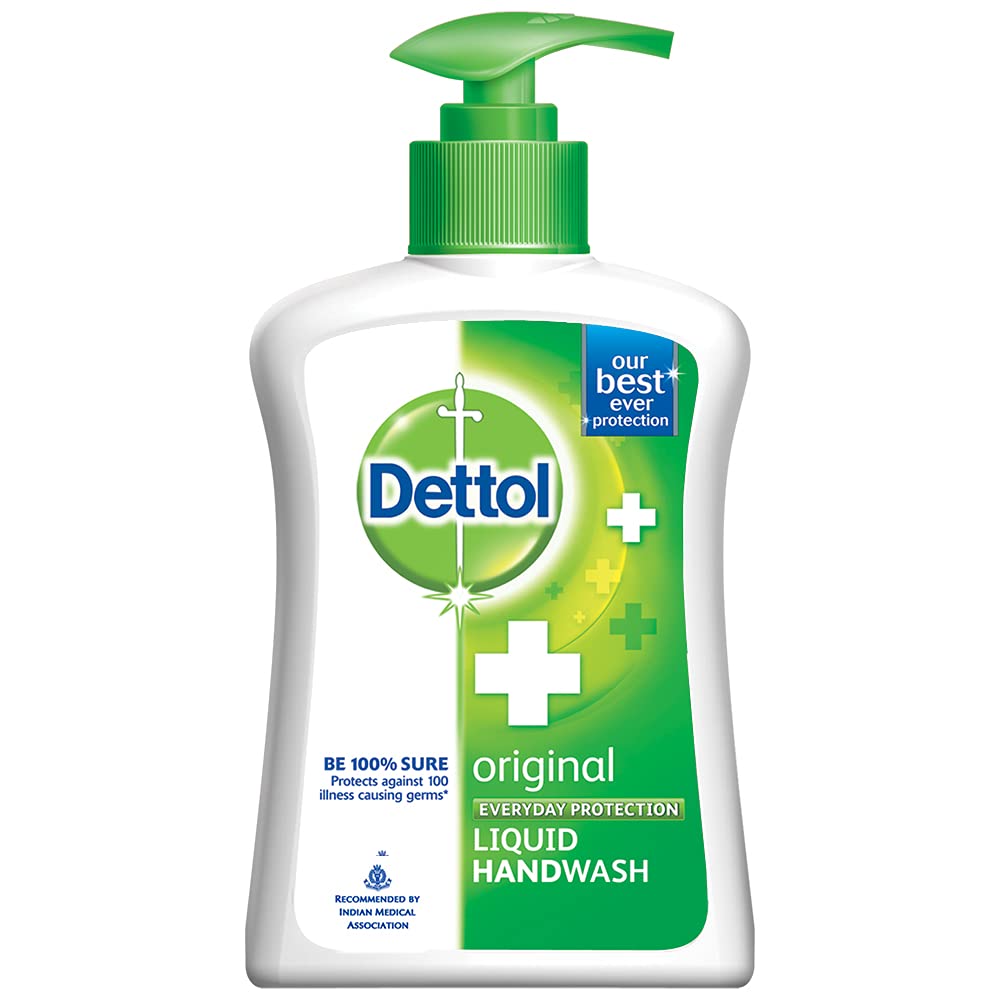 our
best
ever
protection
Dettol
BE 100% SURE
Protects against 100
illness causing germs*
original
EVERYDAY PROTECTION
LIQUID
HANDWASH
RECOMMENDED BY
INDIAN MEDICAL
ASSOCIATION